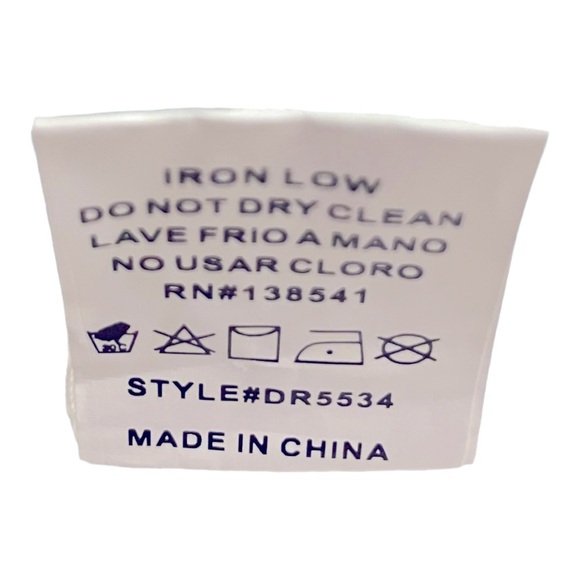 IRON LOW
DO NOT DRY CLEAN
LAVE FRIO A MANO
NO USAR CLORO
RN#138541
30°C
STYLE#DR5534
MADE IN CHINA